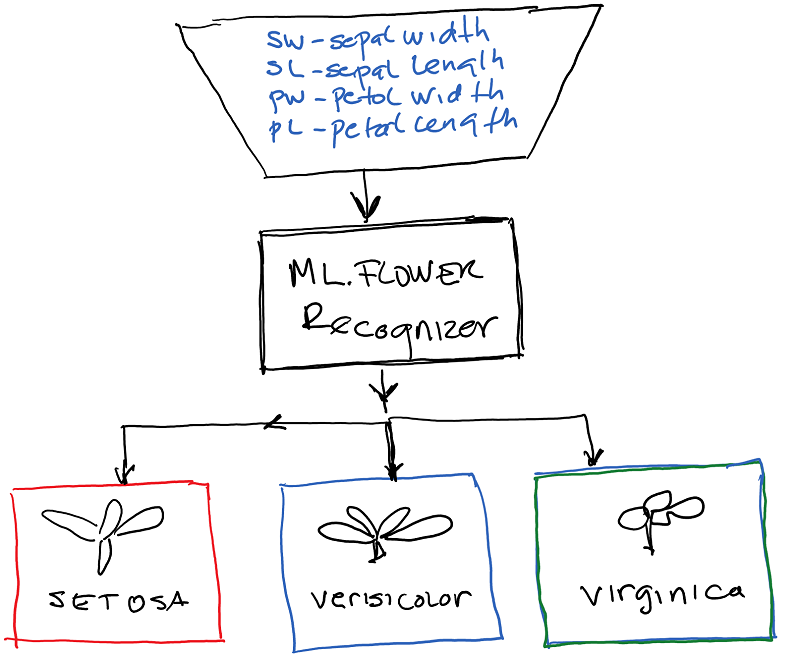 SW-sepal width
SL-sepal Length
PW-petal width
PL-petal Length
ML.FLOWER
Recognizer
SETOSA
Verisicolor
Virginica